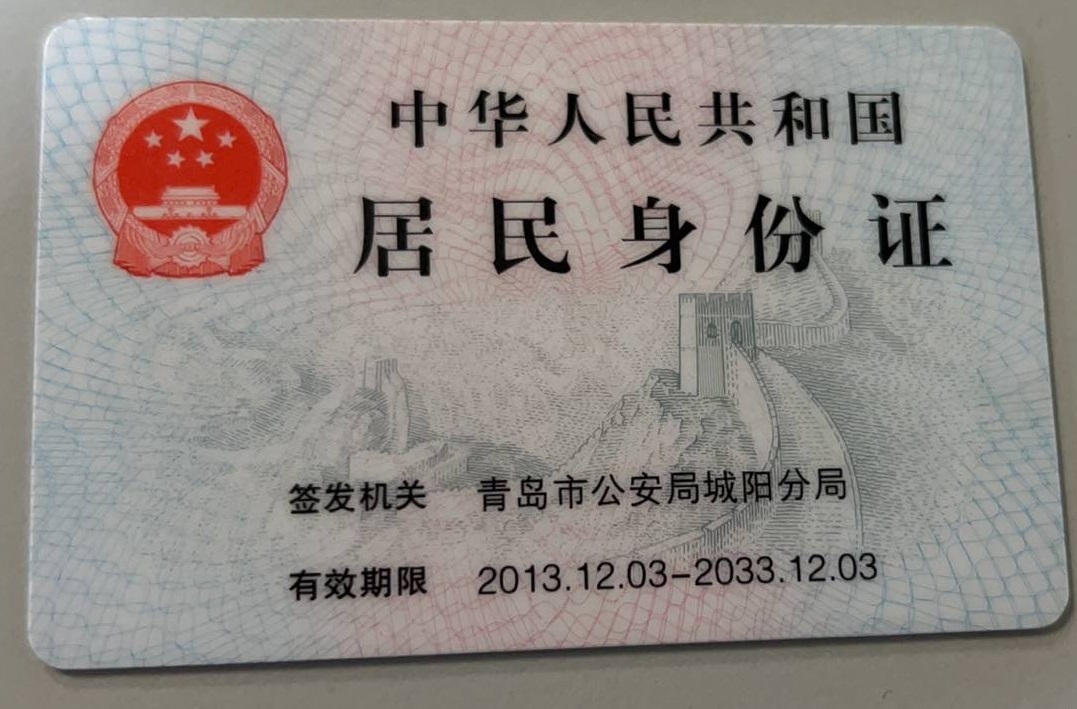 中华人民共和国
居民身份证
签发机关 青岛市公安局城阳分局
有效期限 2013.12.03-2033.12.03